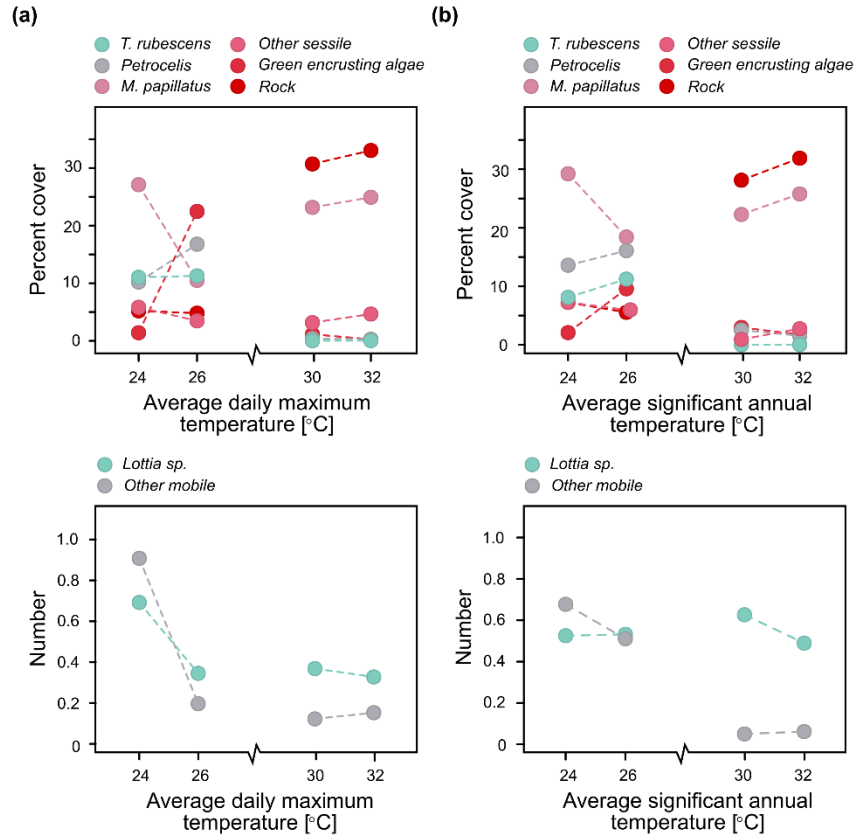 (a)
T. rubescens
Other sessile
Petrocelis
Green encrusting algae
M. papillatus
Rock
Percent cover
30
20
10
0
24
26
30
32
Average daily maximum
temperature [°C]
Lottia sp.
Other mobile
Number
1.0
0.8
0.6
0.4
0.2
0
24
26
30
32
Average daily maximum
temperature [°C]
(b)
T. rubescens
Other sessile
Petrocelis
Green encrusting algae
M. papillatus
Rock
Percent cover
30
20
10
0
24
26
30
32
Average significant annual
temperature [°C]
Lottia sp.
Other mobile
Number
1.0
0.8
0.6
0.4
0.2
0
24
26
30
32
Average significant annual
temperature [°C]